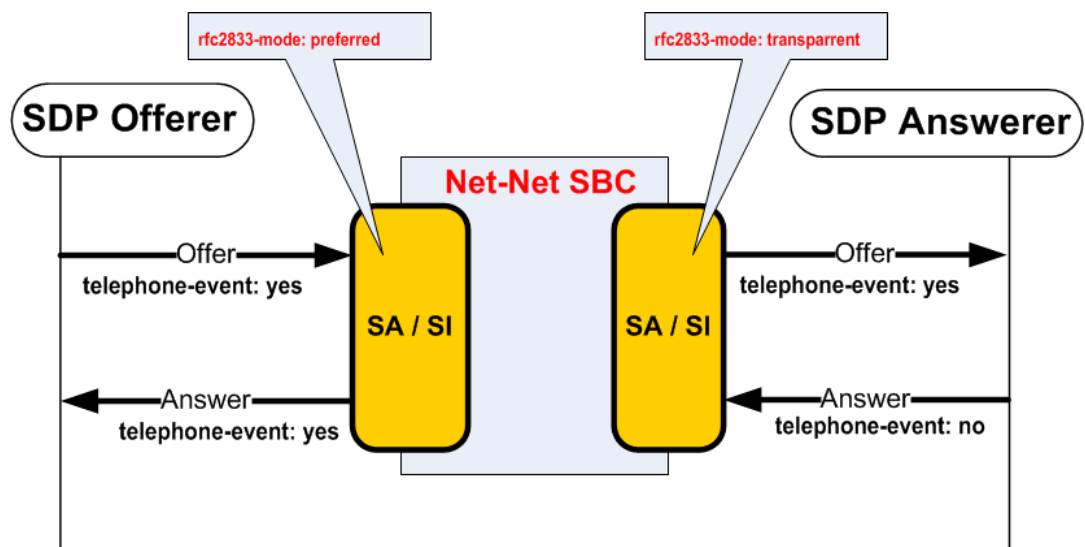 rfc2833-mode: preferred
rfc2833-mode: transparrent
SDP Offerer
SDP Answerer
Net-Net SBC
Offer
telephone-event: yes
Offer
telephone-event: yes
SA / SI
SA / SI
Answer
telephone-event: yes
Answer
telephone-event: no